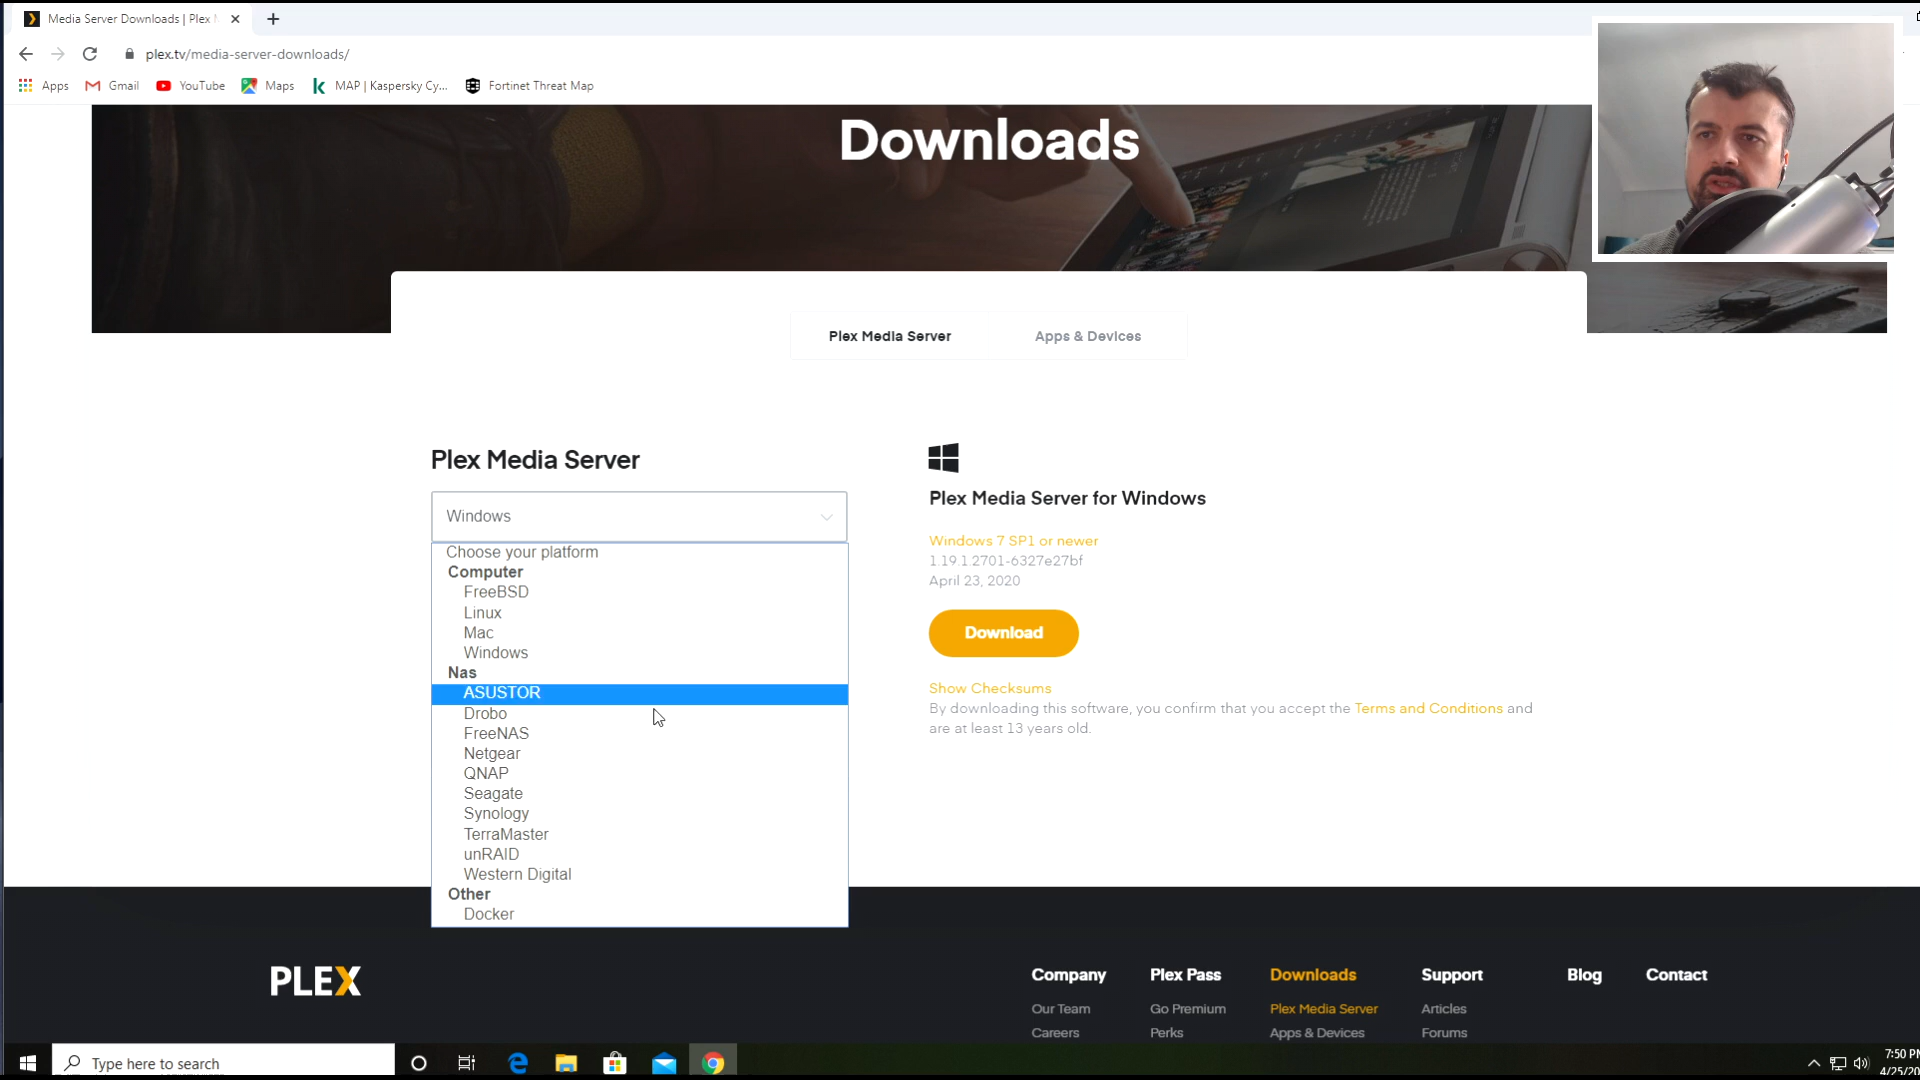 Media Server Downloads | Plex
plex.tv/media-server-downloads/
Apps
Gmail
YouTube
Maps
MAP | Kaspersky Cy...
Fortinet Threat Map
Downloads
Plex Media Server
Apps & Devices
Plex Media Server
Windows
Choose your platform
Computer
FreeBSD
Linux
Mac
Windows
Nas
ASUSTOR
Drobo
FreeNAS
Netgear
QNAP
Seagate
Synology
TerraMaster
unRAID
Western Digital
Other
Docker
Plex Media Server for Windows
Windows 7 SP1 or newer
1.19.1.2701-6327e27bf
April 23, 2020
Download
Show Checksums
By downloading this software, you confirm that you accept the Terms and Conditions and
are at least 13 years old.
PLEX
Company
Our Team
Careers
Plex Pass
Go Premium
Perks
Downloads
Plex Media Server
Apps & Devices
Support
Articles
Forums
Blog
Contact
Type here to search
7:50 PM
4/25/20